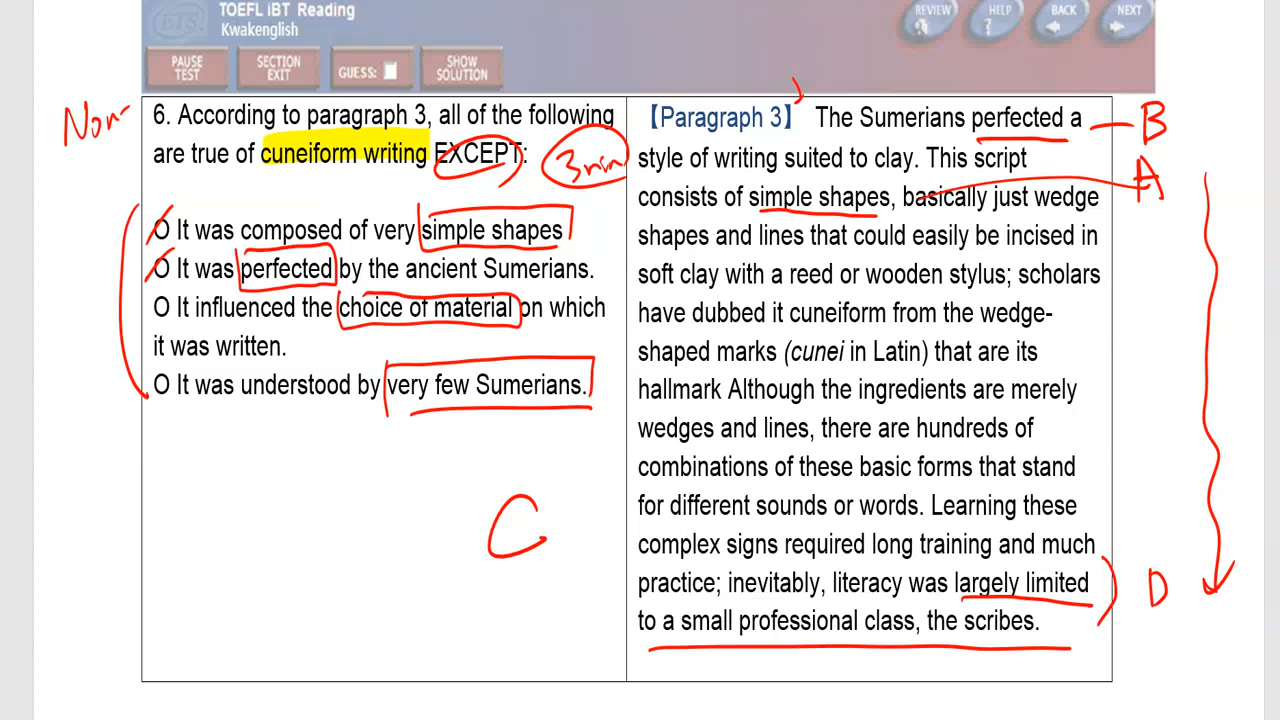 TOEFL iBT Reading
Kwakenglish
REVIEW
HELP
?
BACK
NEXT
ETS
PAUSE
TEST
SECTION
EXIT
GUESS:
SHOW
SOLUTION
Non-
6. According to paragraph 3, all of the following
are true of cuneiform writing EXCEPT:
3min
O It was composed of very simple shapes
O It was perfected by the ancient Sumerians.
O It influenced the choice of material on which
it was written.
O It was understood by very few Sumerians.
C
【Paragraph 3】 The Sumerians perfected a
style of writing suited to clay. This script
consists of simple shapes, basically just wedge
shapes and lines that could easily be incised in
soft clay with a reed or wooden stylus; scholars
have dubbed it cuneiform from the wedge-
shaped marks (cunei in Latin) that are its
hallmark Although the ingredients are merely
wedges and lines, there are hundreds of
combinations of these basic forms that stand
for different sounds or words. Learning these
complex signs required long training and much
practice; inevitably, literacy was largely limited
to a small professional class, the scribes.
B
A
D